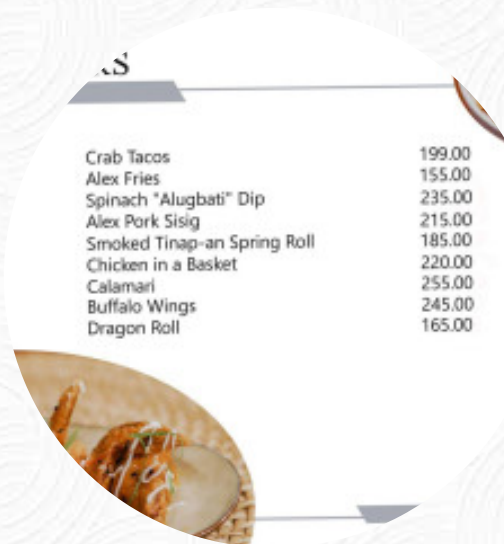 Crab Tacos 199.00
Alex Fries 155.00
Spinach "Alugbati" Dip 235.00
Alex Pork Sisig 215.00
Smoked Tinap-an Spring Roll 185.00
Chicken in a Basket 220.00
Calamari 255.00
Buffalo Wings 245.00
Dragon Roll 165.00